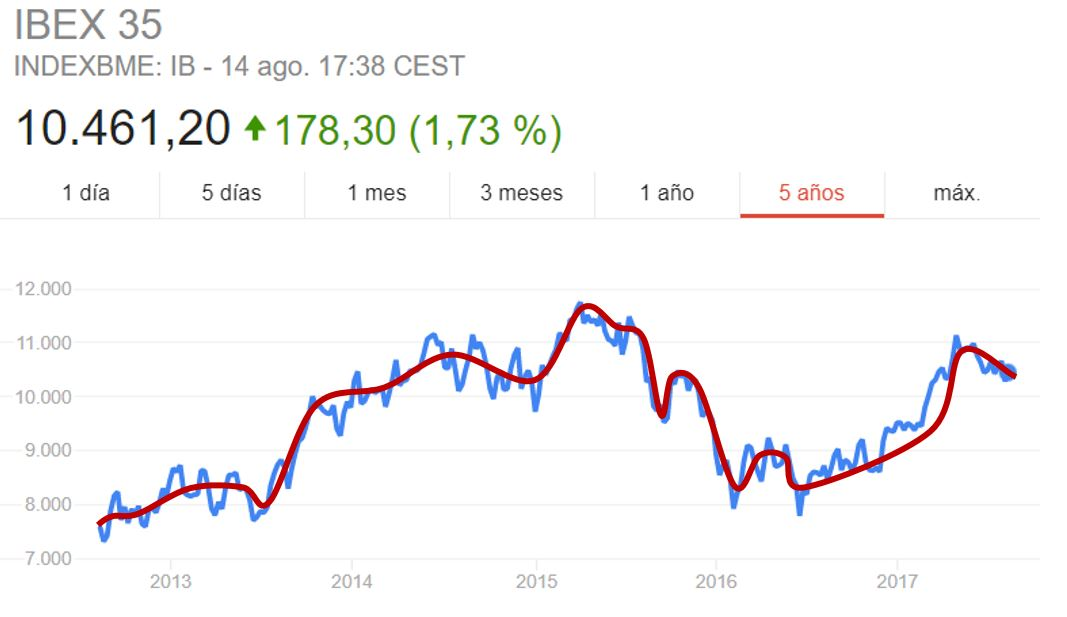 IBEX 35
INDEXBME: IB - 14 ago. 17:38 CEST
10.461,20 ↑ 178,30 (1,73 %)
1 día 5 días 1 mes 3 meses 1 año 5 años máx.
12.000
11.000
10.000
9.000
8.000
7.000
2013 2014 2015 2016 2017